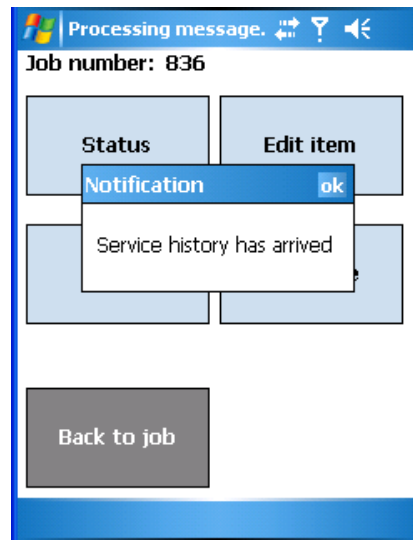 Processing message.
Job number: 836
Status
Edit item
Notification
ok
Service history has arrived
Back to job